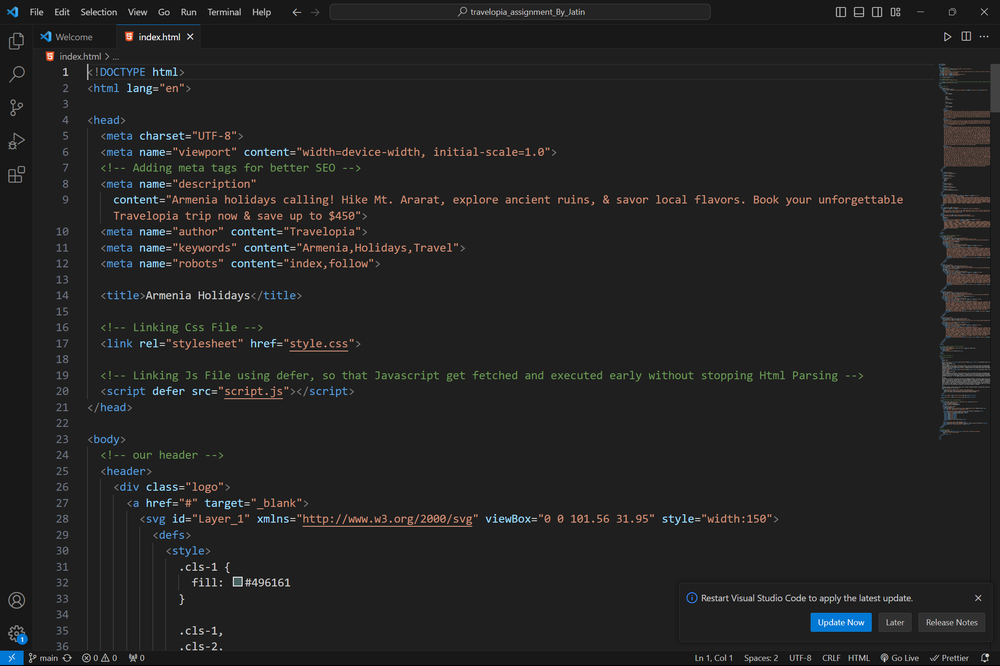 File Edit Selection View Go Run Terminal Help travelopia_assignment_By_Jatin
Welcome index.html
index.html > ...
1 <!DOCTYPE html>
2 <html lang="en">
3
4 <head>
5 <meta charset="UTF-8">
6 <meta name="viewport" content="width=device-width, initial-scale=1.0">
7 <!-- Adding meta tags for better SEO -->
8 <meta name="description"
9 content="Armenia holidays calling! Hike Mt. Ararat, explore ancient ruins, & savor local flavors. Book your unforgettable
Travelopia trip now & save up to $450">
10 <meta name="author" content="Travelopia">
11 <meta name="keywords" content="Armenia,Holidays,Travel">
12 <meta name="robots" content="index,follow">
13
14 <title>Armenia Holidays</title>
15
16 <!-- Linking Css File -->
17 <link rel="stylesheet" href="style.css">
18
19 <!-- Linking Js File using defer, so that Javascript get fetched and executed early without stopping Html Parsing -->
20 <script defer src="script.js"></script>
21 </head>
22
23 <body>
24 <!-- our header -->
25 <header>
26 <div class="logo">
27 <a href="#" target="_blank">
28 <svg id="Layer_1" xmlns="http://www.w3.org/2000/svg" viewBox="0 0 101.56 31.95" style="width:150">
29 <defs>
30 <style>
31 .cls-1 {
32 fill: #496161
33 }
34
35 .cls-1,
36 .cls-2,
Restart Visual Studio Code to apply the latest update.
Update Now Later Release Notes
1
main 0 0 0 Ln 1, Col 1 Spaces: 2 UTF-8 CRLF HTML Go Live Prettier